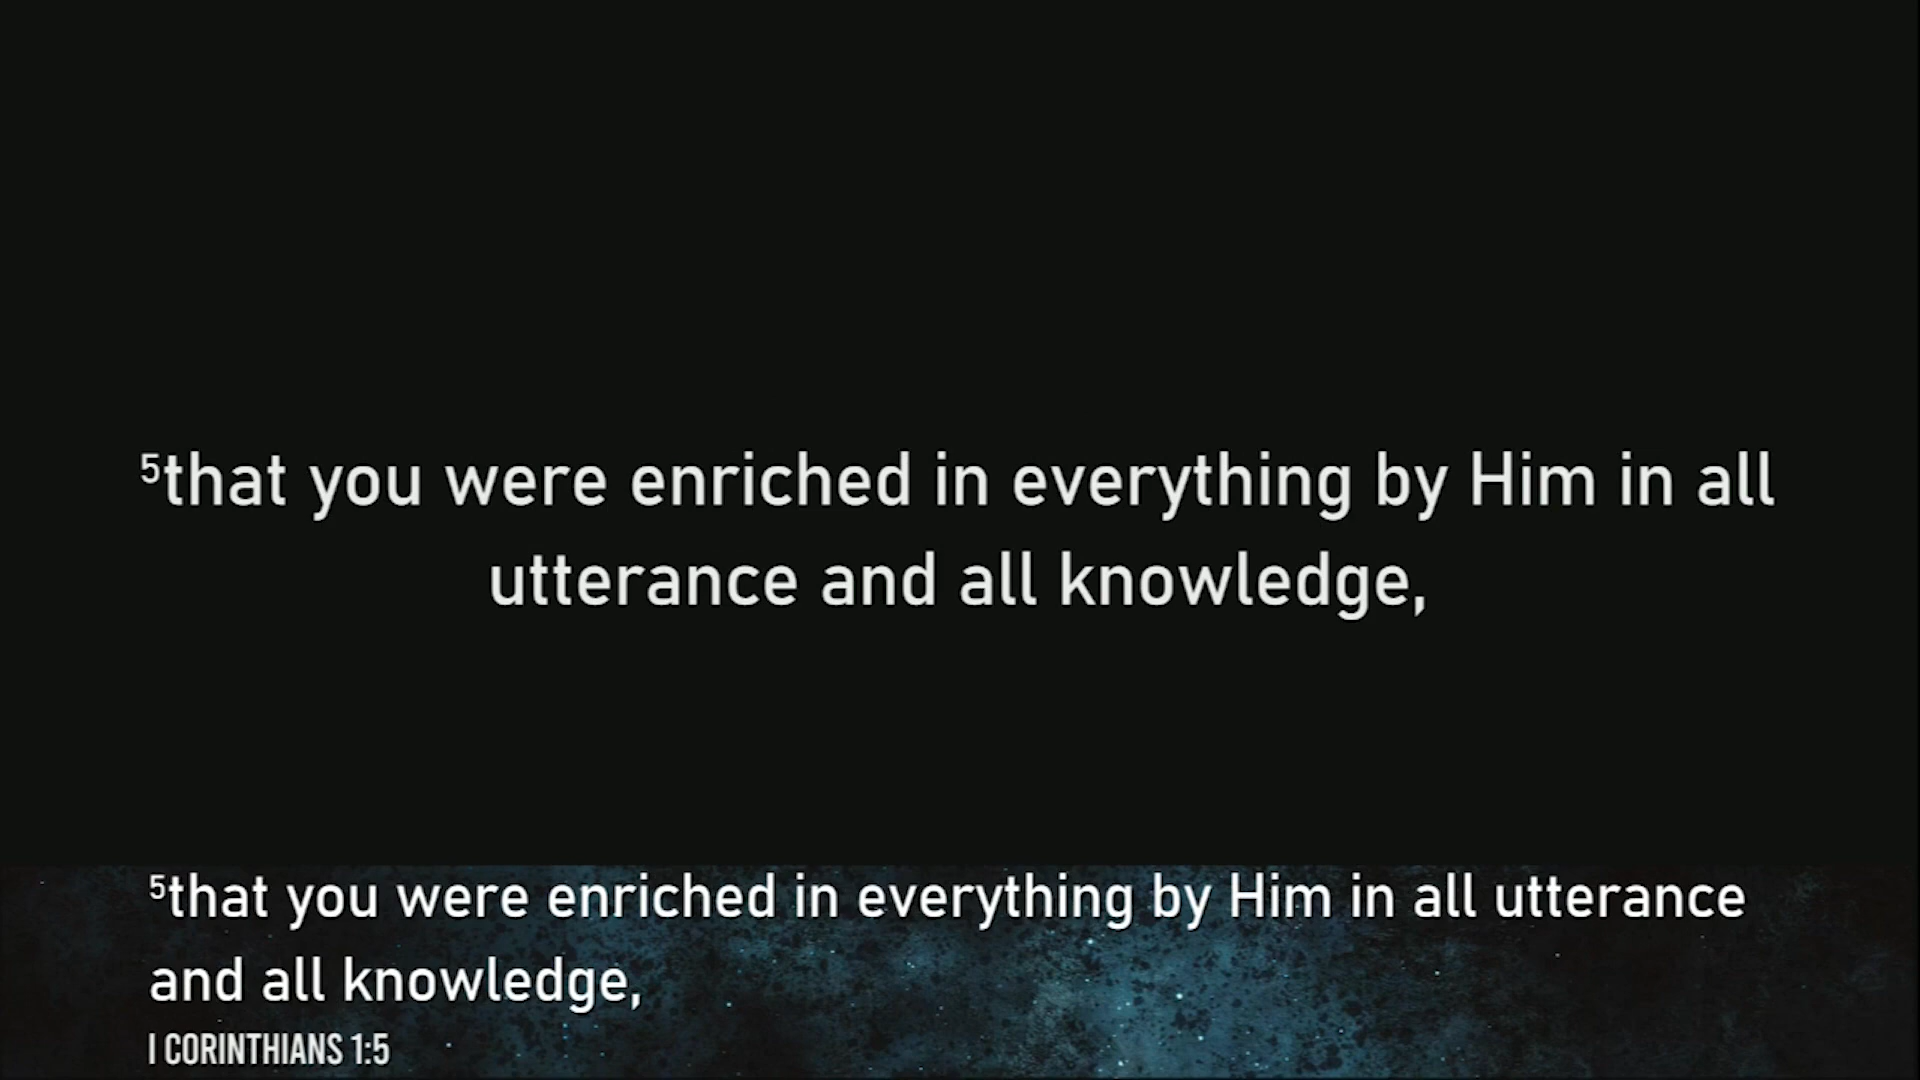 ⁵that you were enriched in everything by Him in all
utterance and all knowledge,
⁵that you were enriched in everything by Him in all utterance
and all knowledge,
I CORINTHIANS 1:5